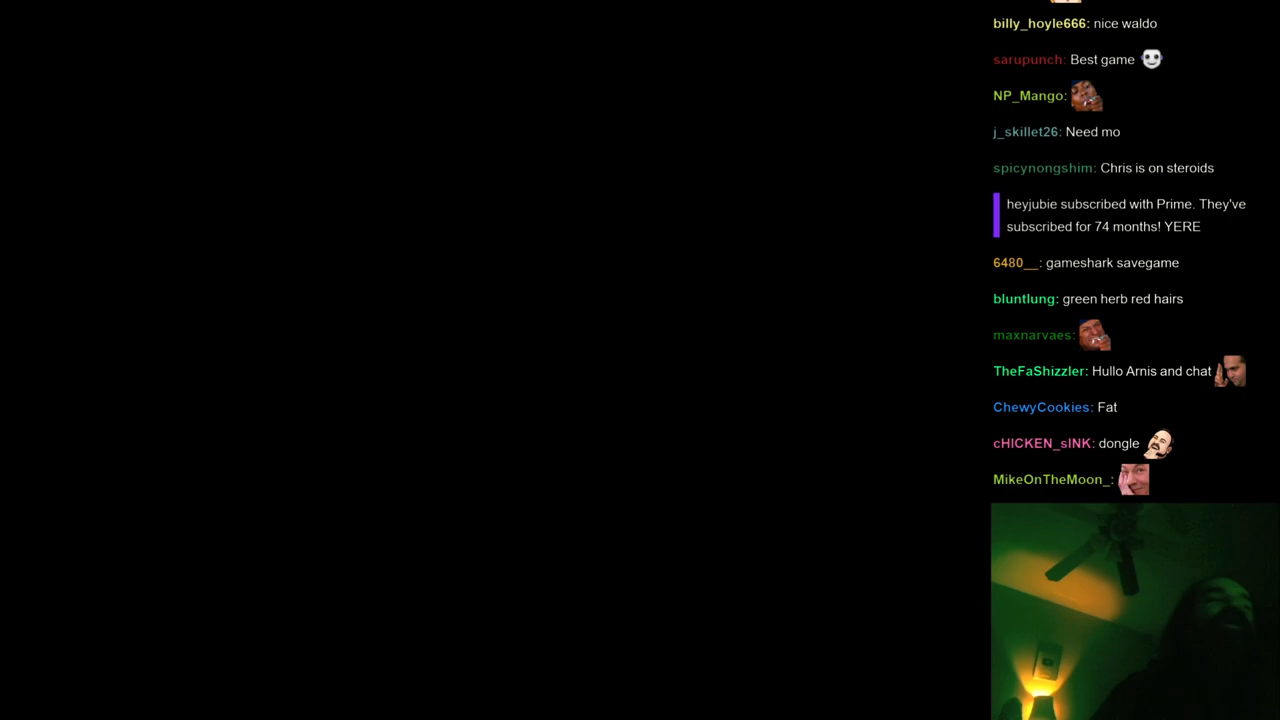 billy_hoyle666: nice waldo
sarupunch: Best game
NP_Mango:
j_skillet26: Need mo
spicynongshim: Chris is on steroids
heyjubie subscribed with Prime. They've
subscribed for 74 months! YERE
6480__: gameshark savegame
bluntlung: green herb red hairs
maxnarvaes:
TheFaShizzler: Hullo Arnis and chat
ChewyCookies: Fat
cHICKEN_sINK: dongle
MikeOnTheMoon_: